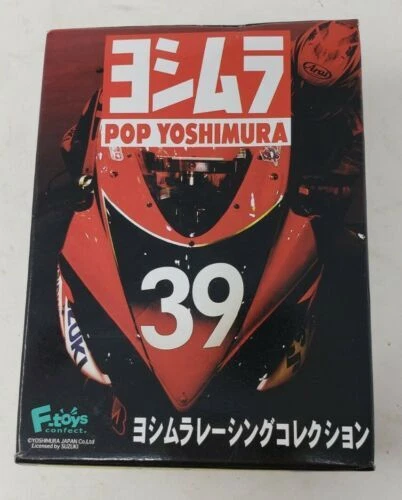 ヨシムラ
Arai
POP YOSHIMURA
39
ZUKI
F-toys
confect.
©YOSHIMURA JAPAN Co.Ltd
Licensed by SUZUKI
ヨシムラレーシングコレクション